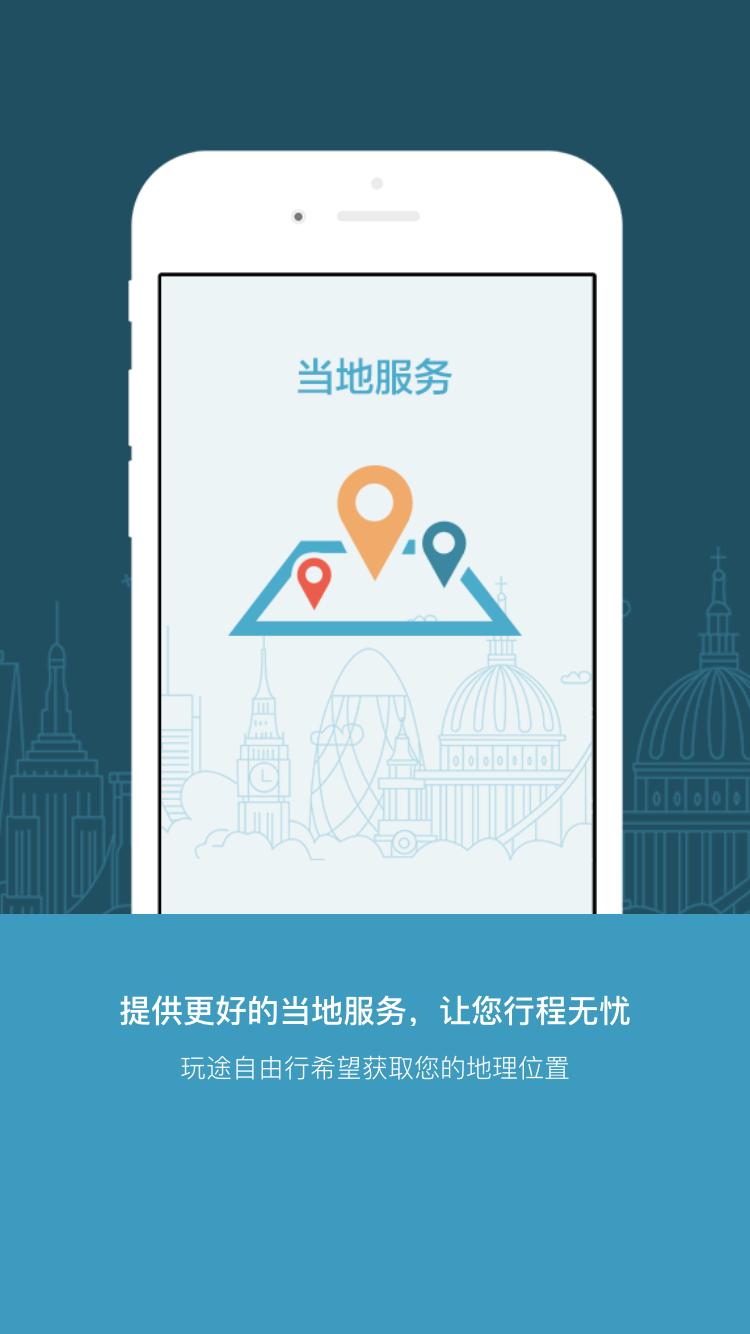 当地服务
提供更好的当地服务，让您行程无忧
玩途自由行希望获取您的地理位置